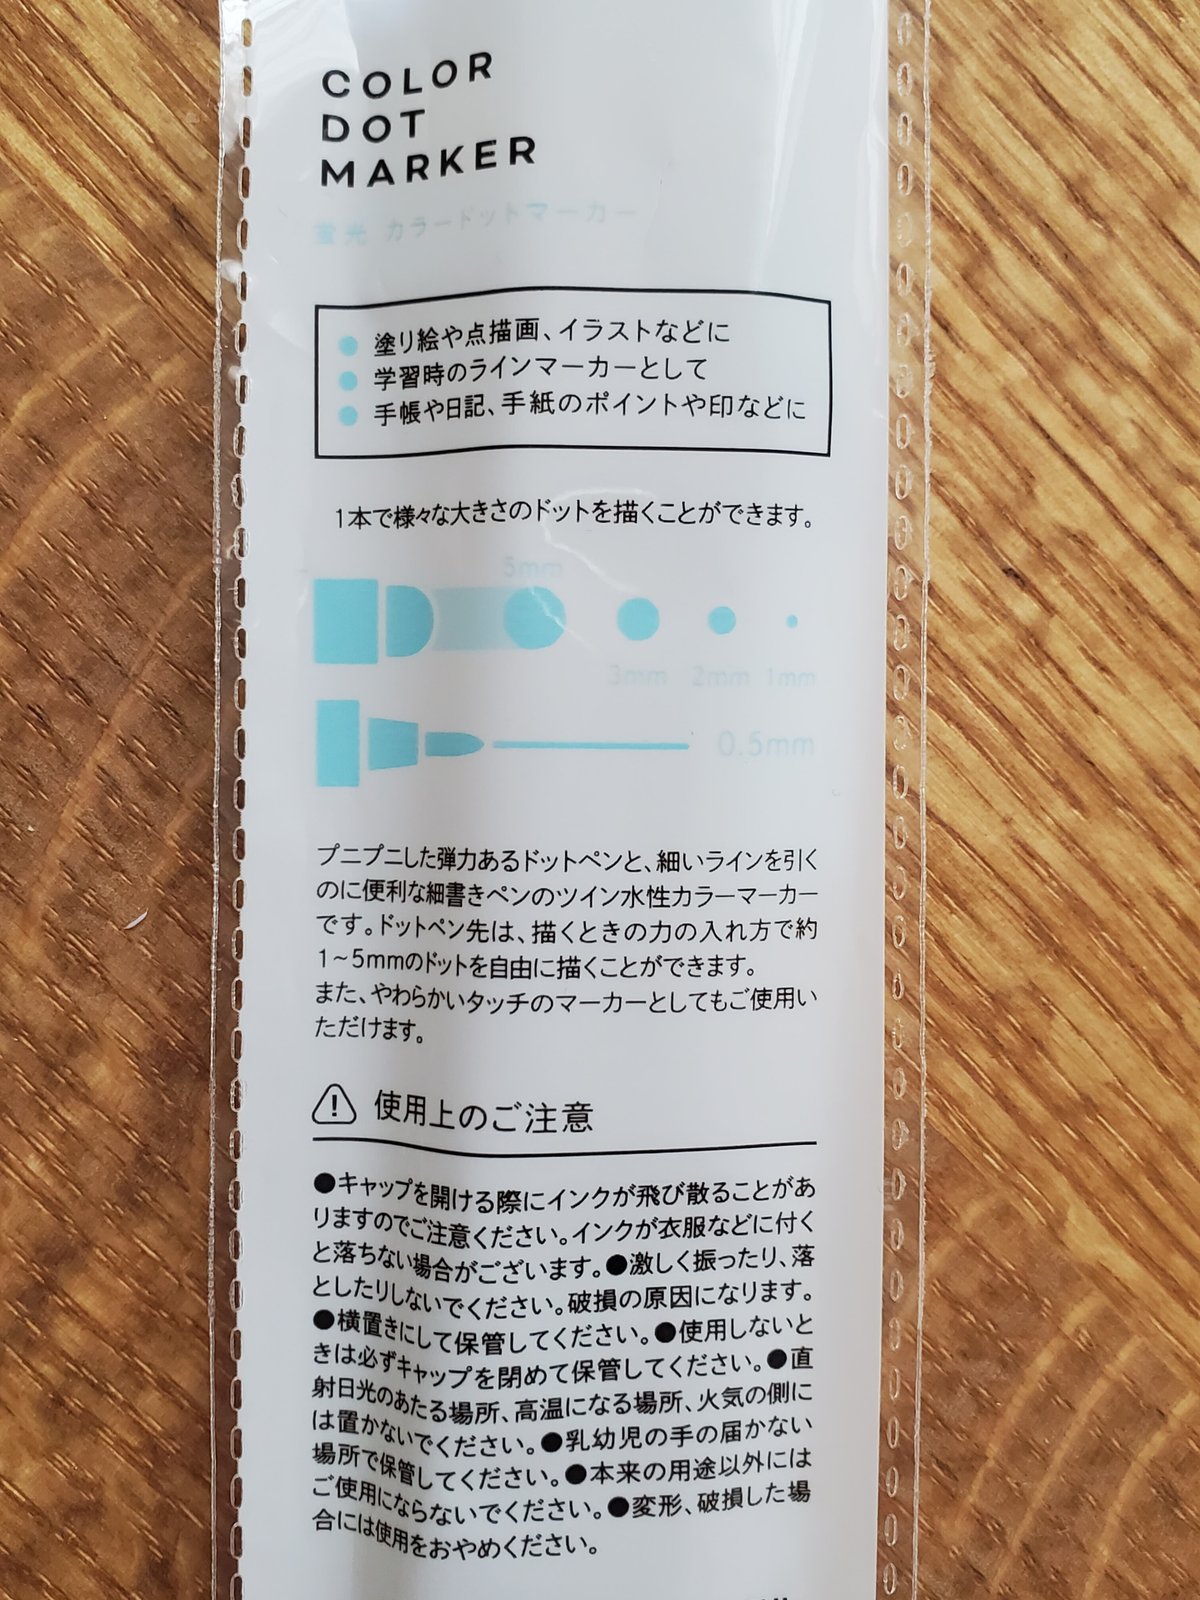 COLOR
DOT
MARKER
蛍光 カラードットマーカー
● 塗り絵や点描画、イラストなどに
● 学習時のラインマーカーとして
● 手帳や日記、手紙のポイントや印などに
1本で様々な大きさのドットを描くことができます。
5mm
3mm 2mm 1mm
0.5mm
プニプニした弾力あるドットペンと、細いラインを引く
のに便利な細書きペンのツイン水性カラーマーカー
です。ドットペン先は、描くときの力の入れ方で約
1~5mmのドットを自由に描くことができます。
また、やわらかいタッチのマーカーとしてもご使用い
ただけます。
使用上のご注意
●キャップを開ける際にインクが飛び散ることがあ
りますのでご注意ください。インクが衣服などに付く
と落ちない場合がございます。●激しく振ったり、落
としたりしないでください。破損の原因になります。
●横置きにして保管してください。●使用しないと
きは必ずキャップを閉めて保管してください。●直
射日光のあたる場所、高温になる場所、火気の側に
は置かないでください。●乳幼児の手の届かない
場所で保管してください。●本来の用途以外には
ご使用にならないでください。●変形、破損した場
合には使用をおやめください。